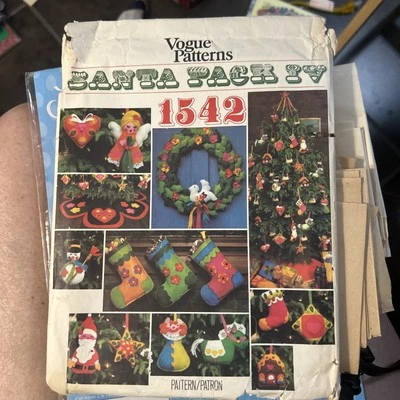 Vogue
Patterns
SANTA PACK IV
1542
PATTERN/PATRON